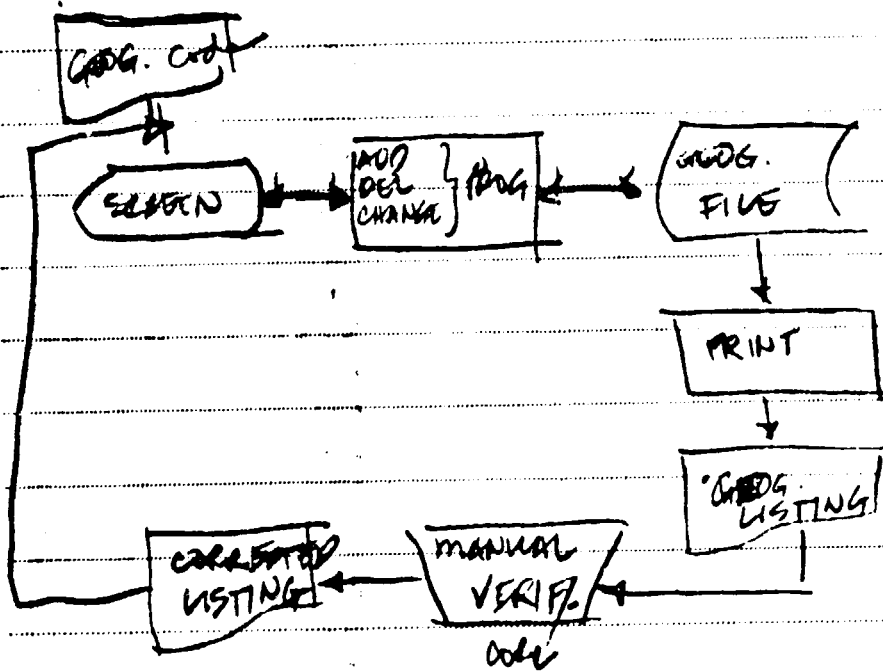 GEOG. Code
SCREEN
ADD
DEL
CHANGE
PROG
GEOG.
FILE
PRINT
GEOG.
LISTING
MANUAL
VERIF.
CORRECTED
LISTING